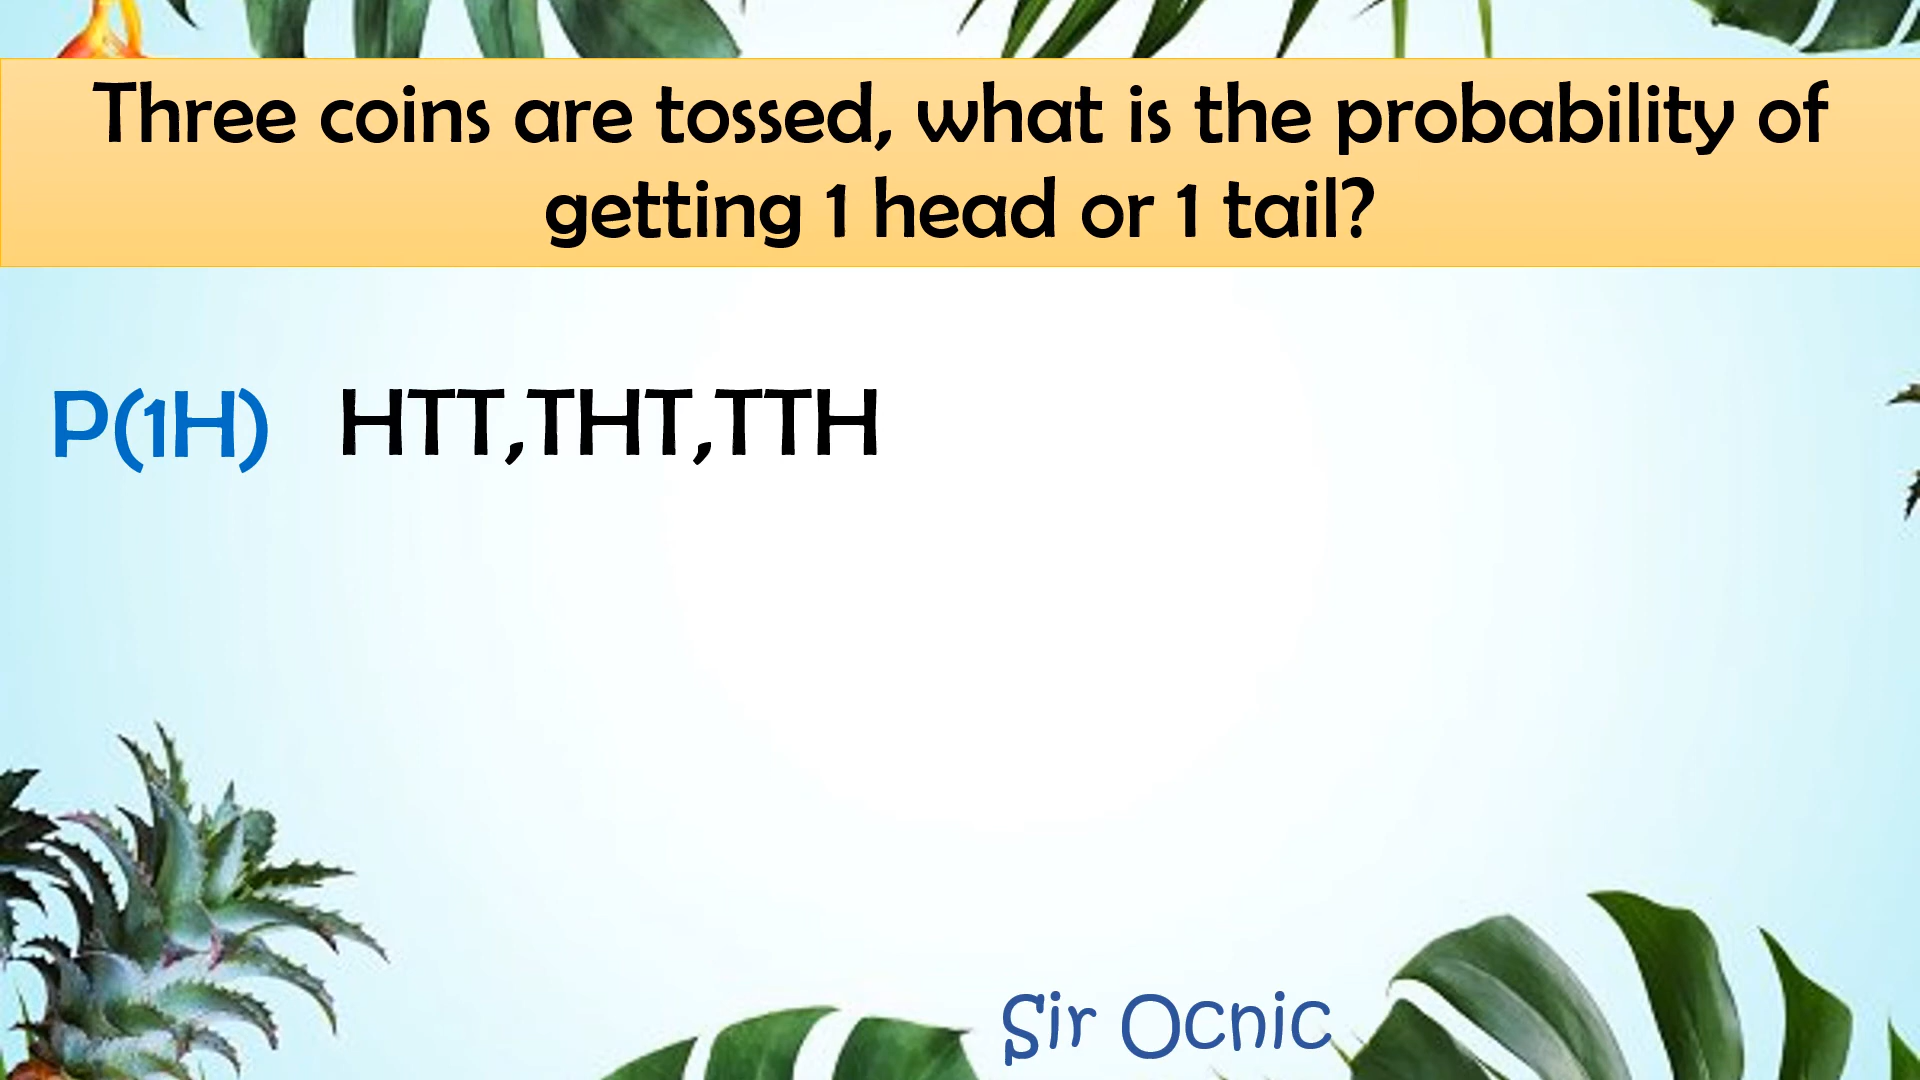 Three coins are tossed, what is the probability of
getting 1 head or 1 tail?
P(1H) HTT,THT,TTH
Sir Ocnic